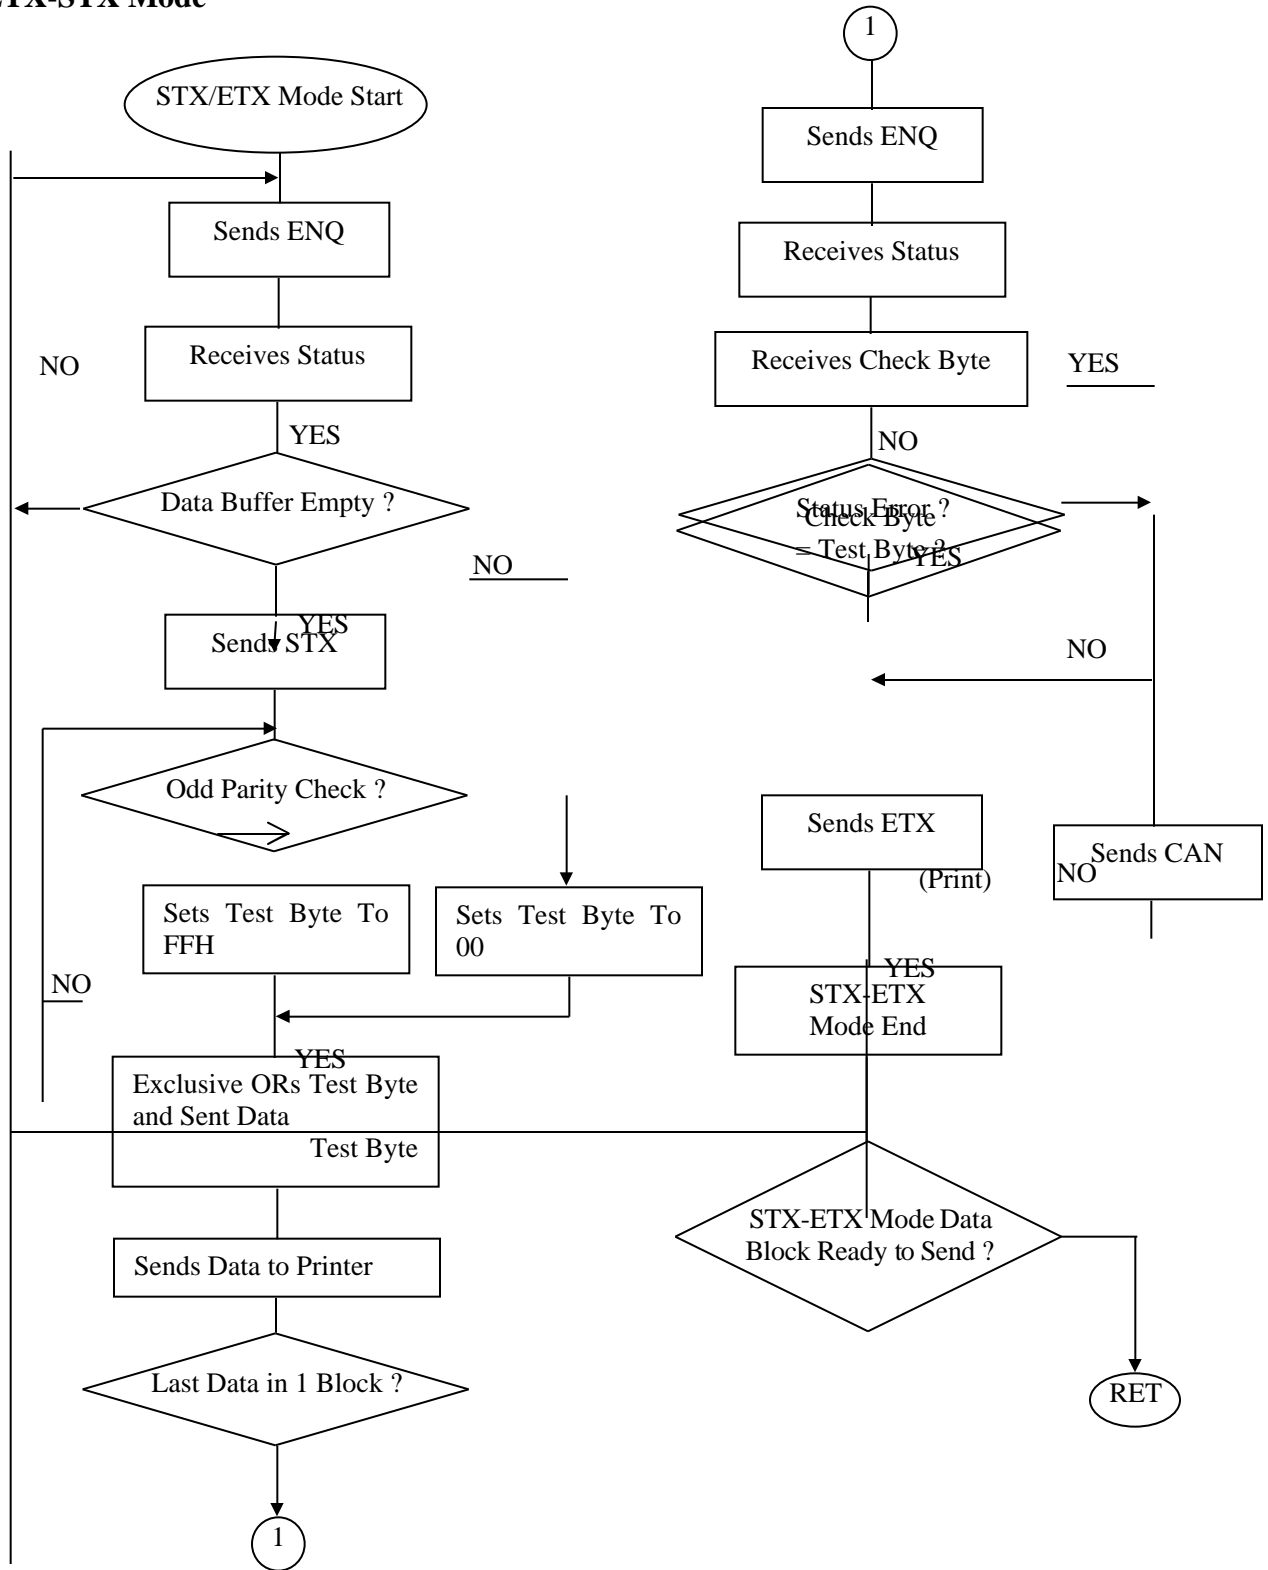 ETX-STX Mode
STX/ETX Mode Start
Sends ENQ
Receives Status
NO
YES
Data Buffer Empty ?
NO
YES
Sends STX
Odd Parity Check ?
Sets Test Byte To
FFH
Sets Test Byte To
00
NO
YES
Exclusive ORs Test Byte
and Sent Data
Test Byte
Sends Data to Printer
Last Data in 1 Block ?
1
1
Sends ENQ
Receives Status
Receives Check Byte
YES
NO
Status Error ?
Check Byte
= Test Byte ?
YES
NO
Sends ETX
(Print)
Sends CAN
NO
YES
STX-ETX
Mode End
STX-ETX Mode Data
Block Ready to Send ?
RET